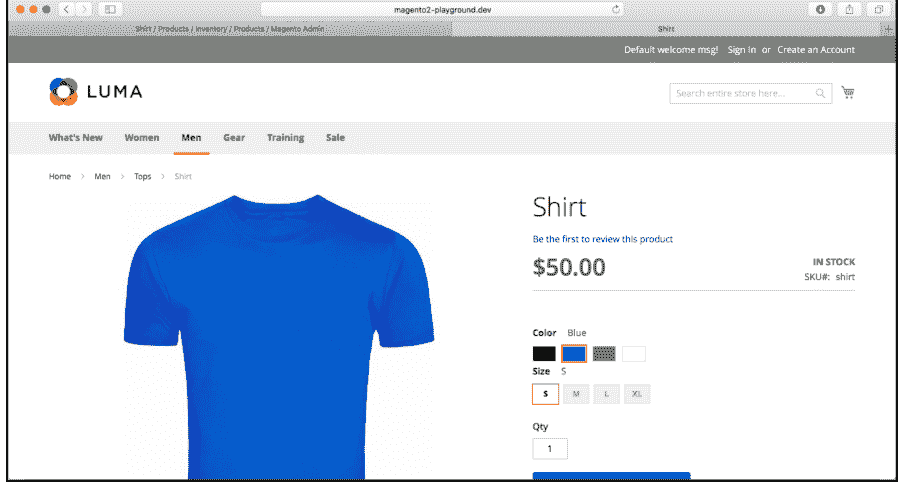 magento2-playground.dev
Shirt / Products / Inventory / Products / Magento Admin
Shirt
Default welcome msg! Sign In or Create an Account
LUMA
Search entire store here...
What's New Women Men Gear Training Sale
Home > Men > Tops > Shirt
Shirt
Be the first to review this product
$50.00
IN STOCK
SKU#: shirt
Color Blue
Size S
S M L XL
Qty
1